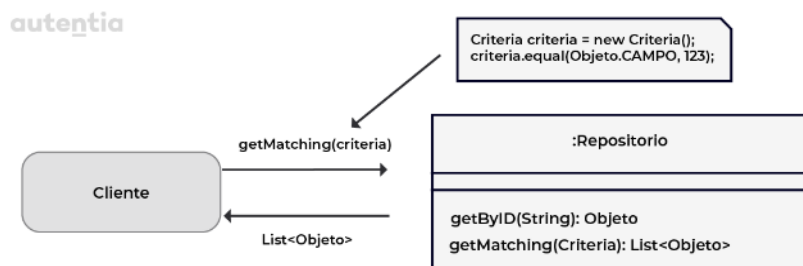 autentia
Criteria criteria = new Criteria();
criteria.equal(Objeto.CAMPO, 123);
getMatching(criteria)
:Repositorio
Cliente
getByID(String): Objeto
getMatching(Criteria): List<Objeto>
List<Objeto>